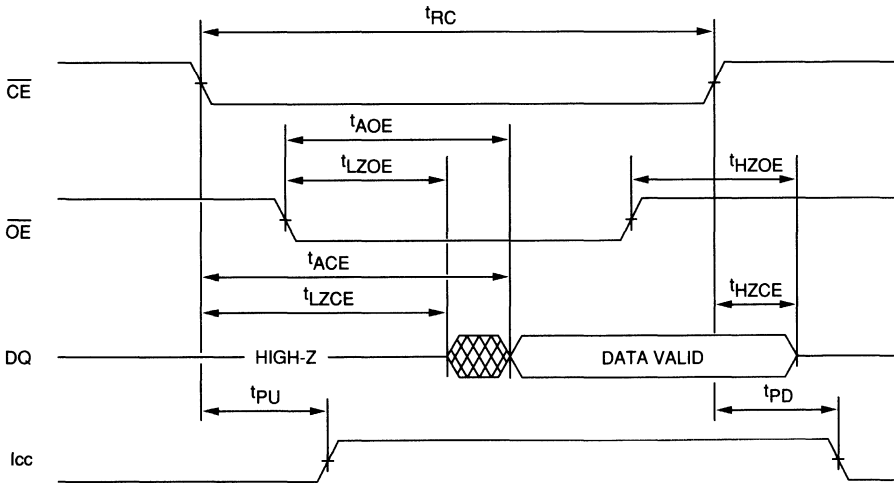 tRC
CE
tAOE
tLZOE
tHZOE
OE
tACE
tLZCE
tHZCE
DQ HIGH-Z DATA VALID
tPU
tPD
Icc